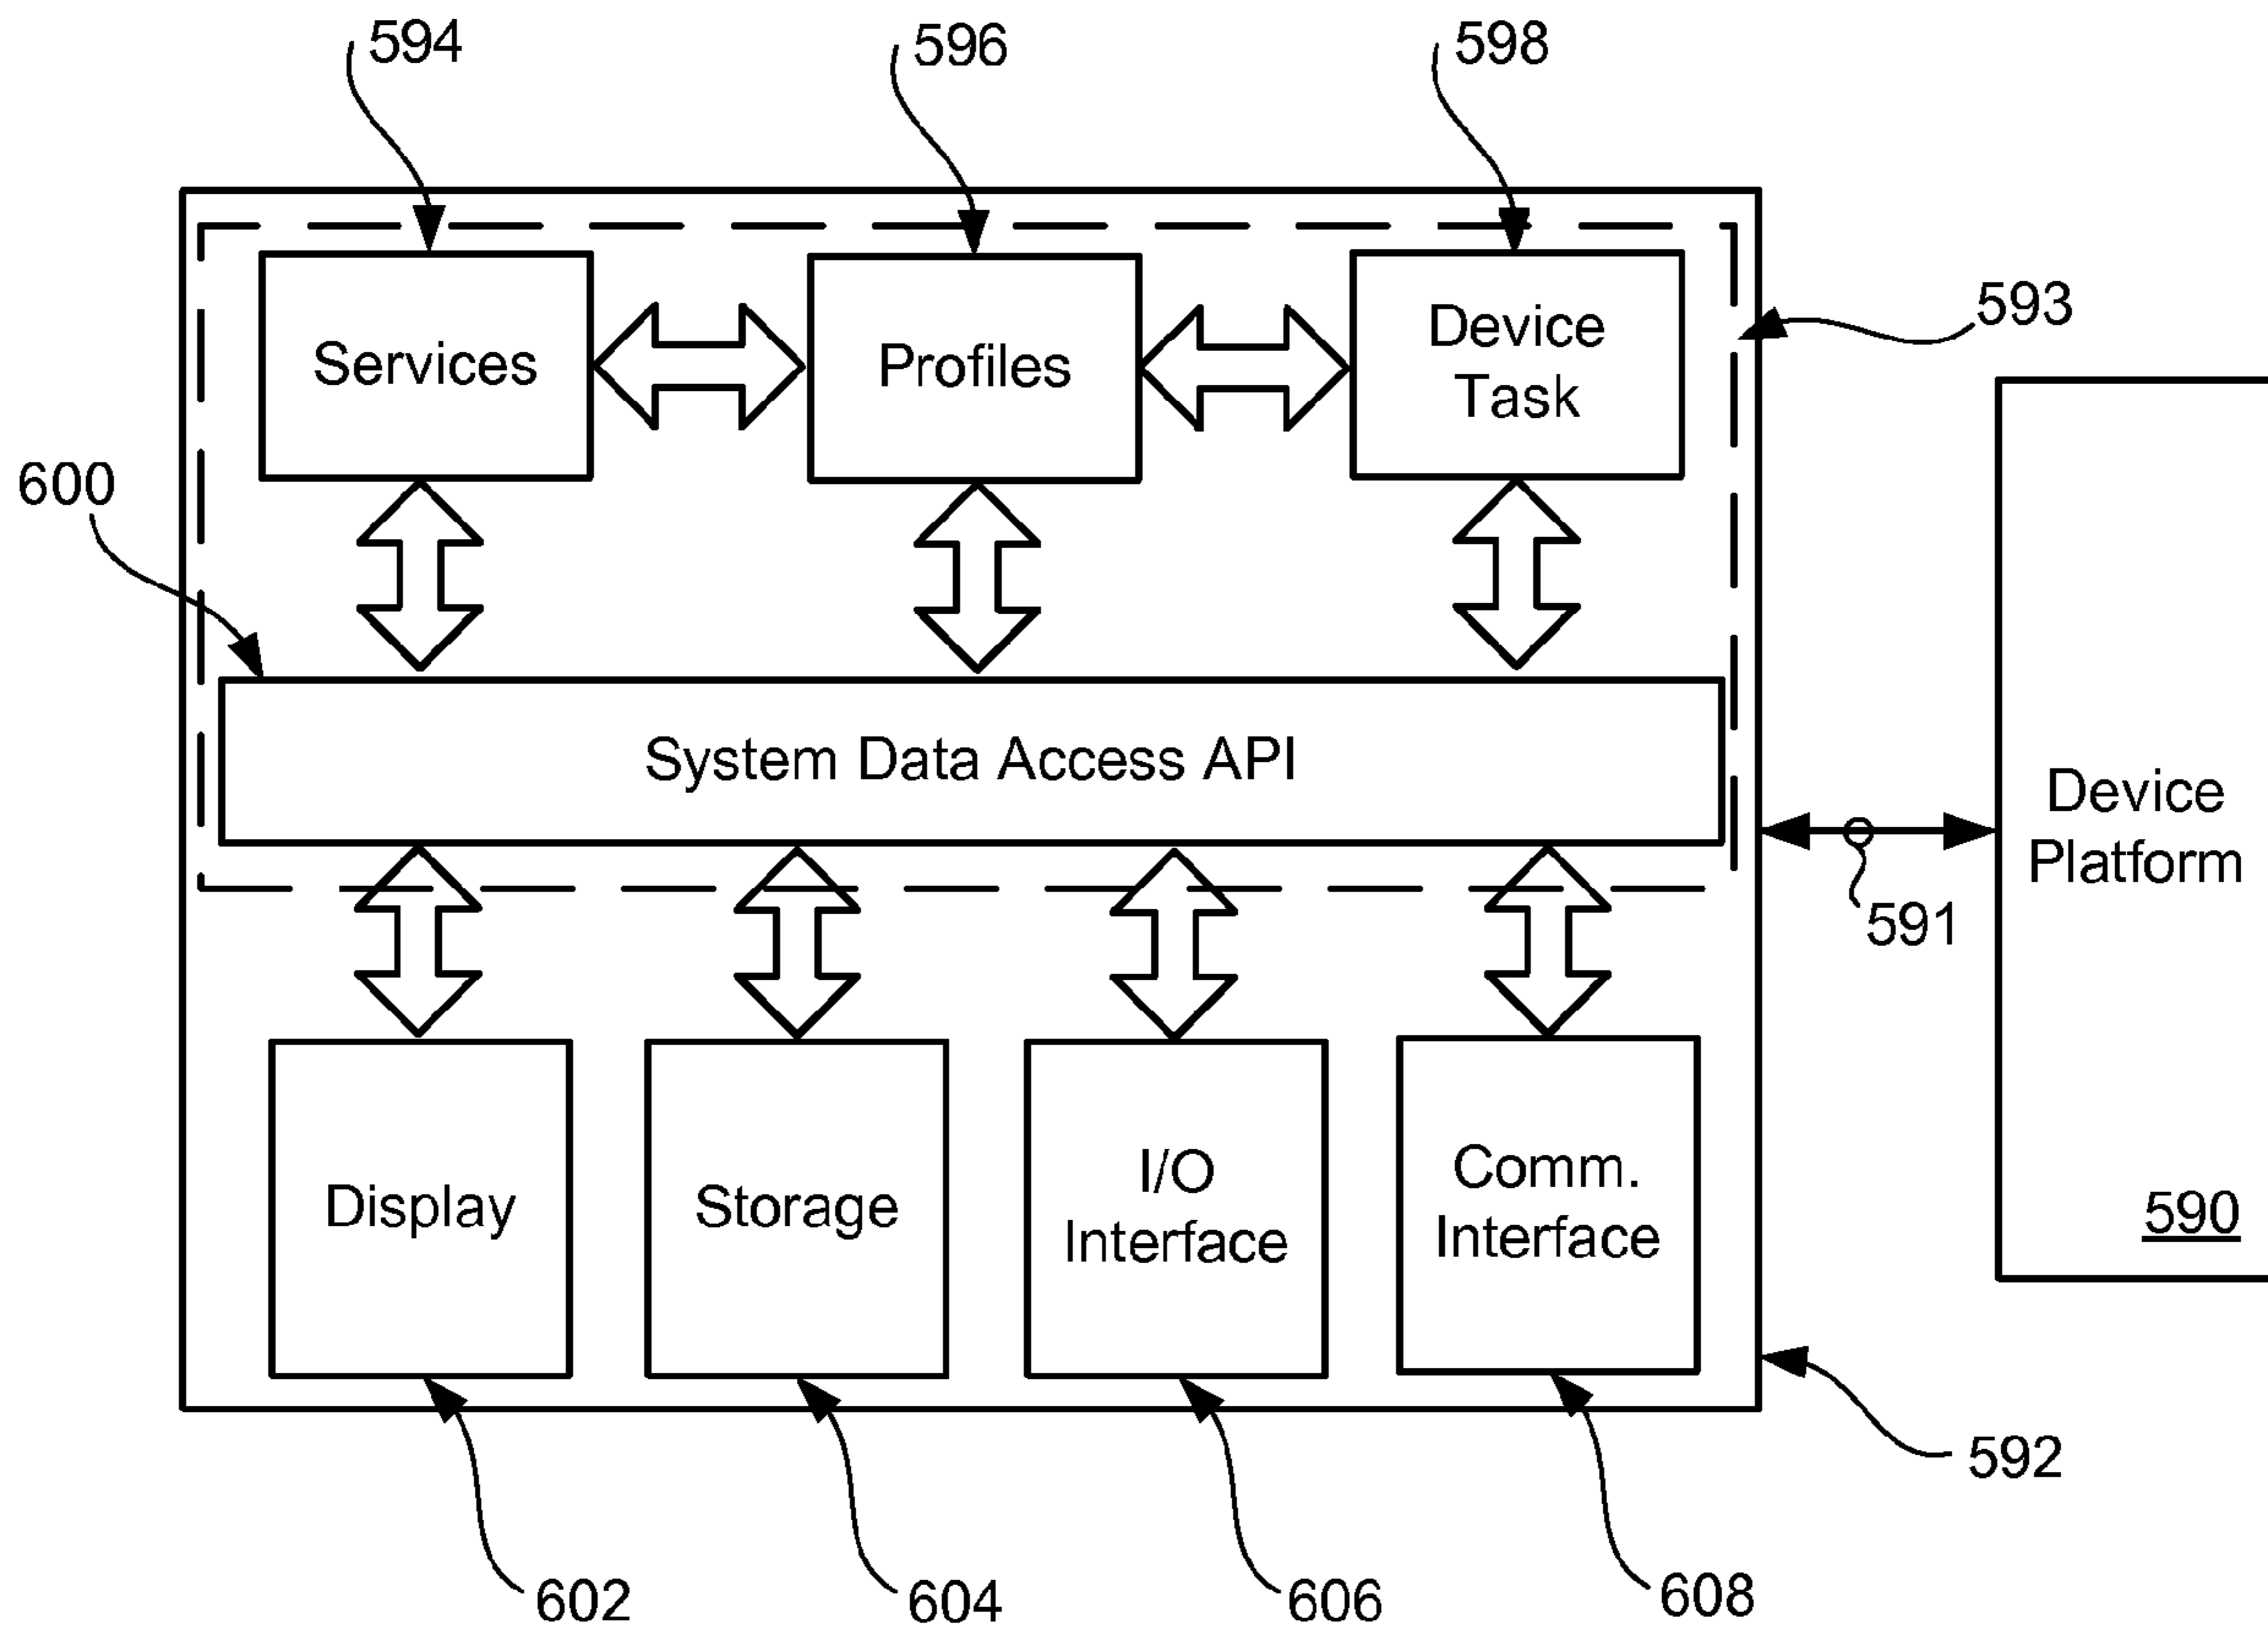 594
596
598
593
Services
Profiles
Device
Task
600
System Data Access API
591
Device
Platform
590
Display
Storage
I/O
Interface
Comm.
Interface
592
602
604
606
608